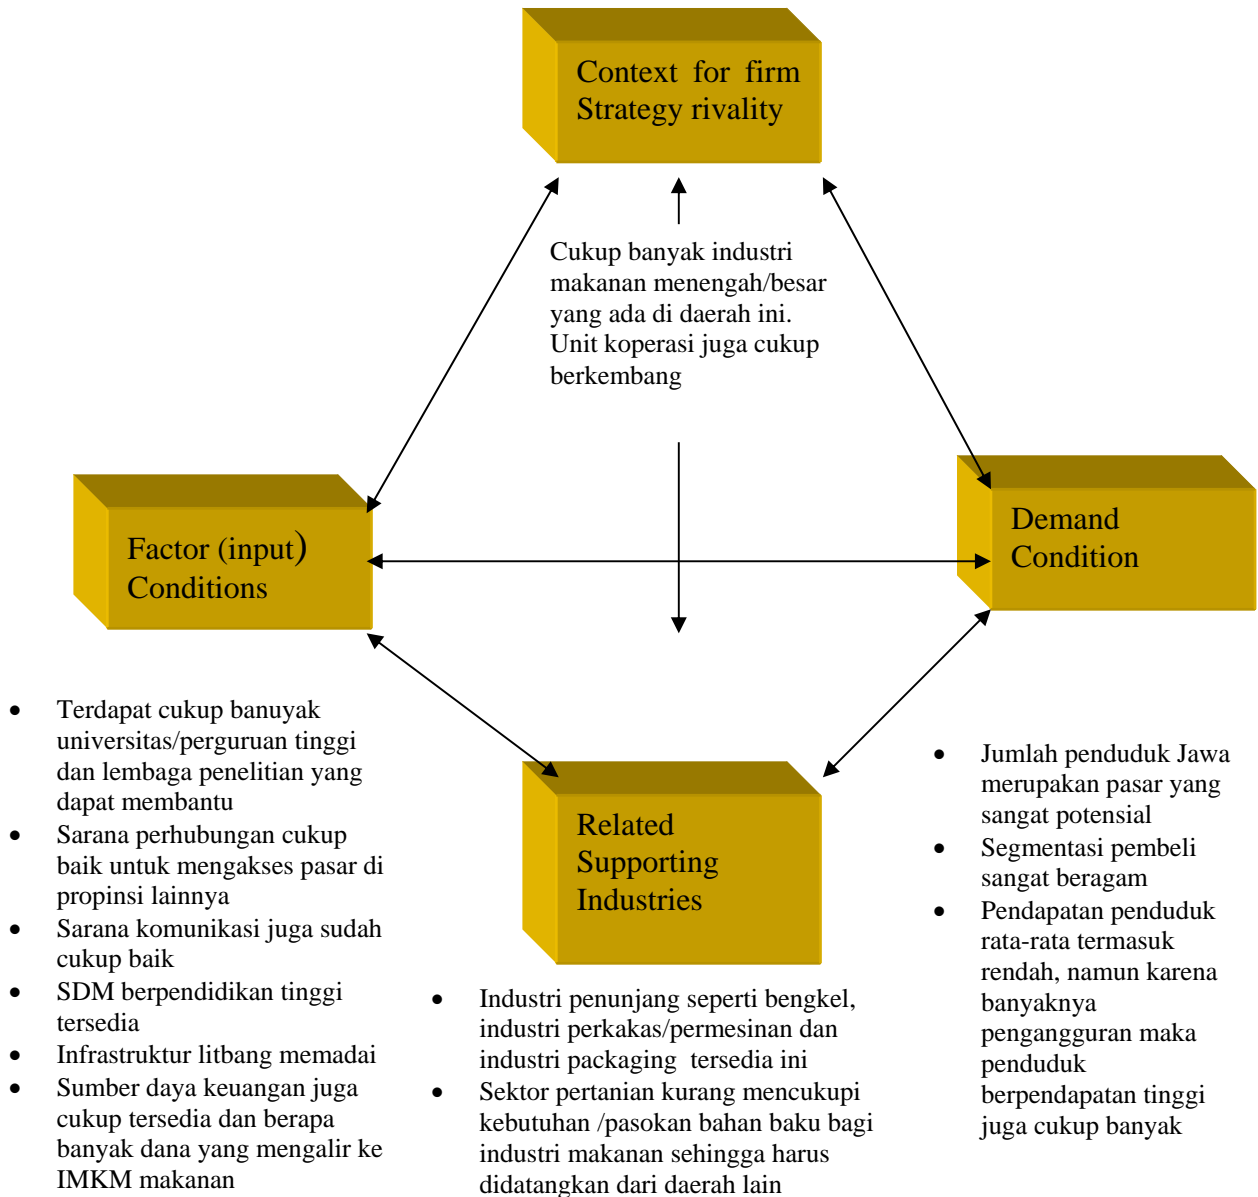 Context for firm
Strategy rivality
Cukup banyak industri
makanan menengah/besar
yang ada di daerah ini.
Unit koperasi juga cukup
berkembang
Factor (input)
Conditions
Demand
Condition
• Terdapat cukup banuyak
universitas/perguruan tinggi
dan lembaga penelitian yang
dapat membantu
• Sarana perhubungan cukup
baik untuk mengakses pasar di
propinsi lainnya
• Sarana komunikasi juga sudah
cukup baik
• SDM berpendidikan tinggi
tersedia
• Infrastruktur litbang memadai
• Sumber daya keuangan juga
cukup tersedia dan berapa
banyak dana yang mengalir ke
IMKM makanan
Related
Supporting
Industries
• Industri penunjang seperti bengkel,
industri perkakas/permesinan dan
industri packaging  tersedia ini
• Sektor pertanian kurang mencukupi
kebutuhan /pasokan bahan baku bagi
industri makanan sehingga harus
didatangkan dari daerah lain
• Jumlah penduduk Jawa
merupakan pasar yang
sangat potensial
• Segmentasi pembeli
sangat beragam
• Pendapatan penduduk
rata-rata termasuk
rendah, namun karena
banyaknya
pengangguran maka
penduduk
berpendapatan tinggi
juga cukup banyak